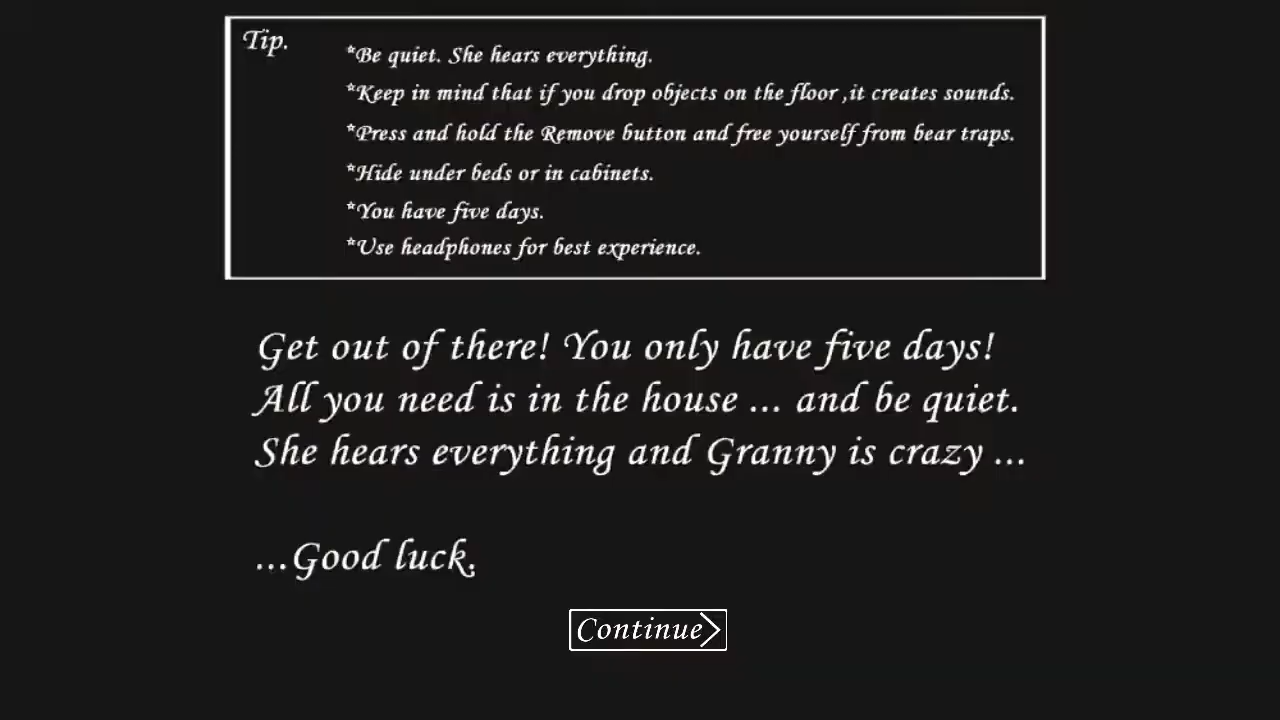 Tip.
*Be quiet. She hears everything.
*Keep in mind that if you drop objects on the floor ,it creates sounds.
*Press and hold the Remove button and free yourself from bear traps.
*Hide under beds or in cabinets.
*You have five days.
*Use headphones for best experience.
Get out of there! You only have five days!
All you need is in the house ... and be quiet.
She hears everything and Granny is crazy ...
...Good luck.
Continue